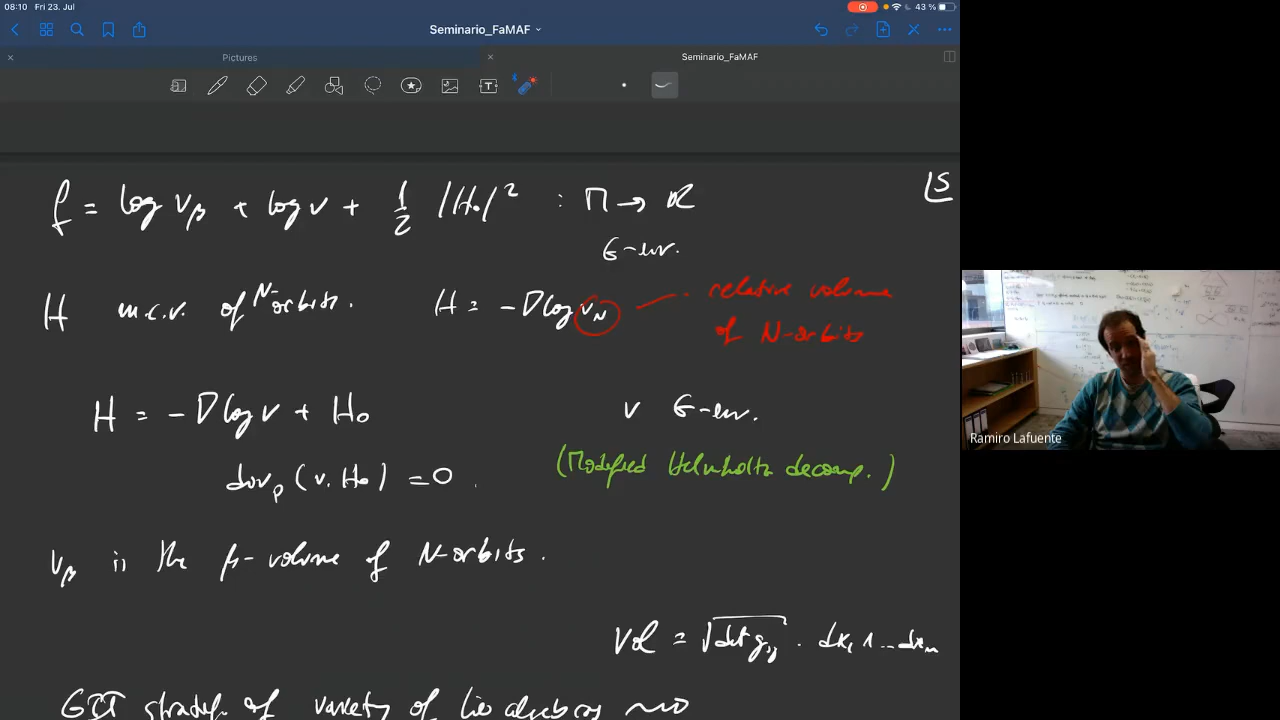 08:10 Fri 23. Jul
43 %
Seminario_FaMAF
Pictures
Seminario_FaMAF
f = log v_β + log v + 1/2 |H₀|² : M → ℝ
5
G-inv.
H m.c.v. of N-orbits. H = -∇log v_N
relative volume
of N-orbits
H = -∇log v + H₀ v G-inv.
div_β (v. H₀) = 0. (Modified Helmholtz decomp.)
v_β is the β-volume of N-orbits.
Vol = √det g_ij . dx₁ ∧ ... dx_n
GIT stratif. of variety of Lie algebras ⇝
Ramiro Lafuente